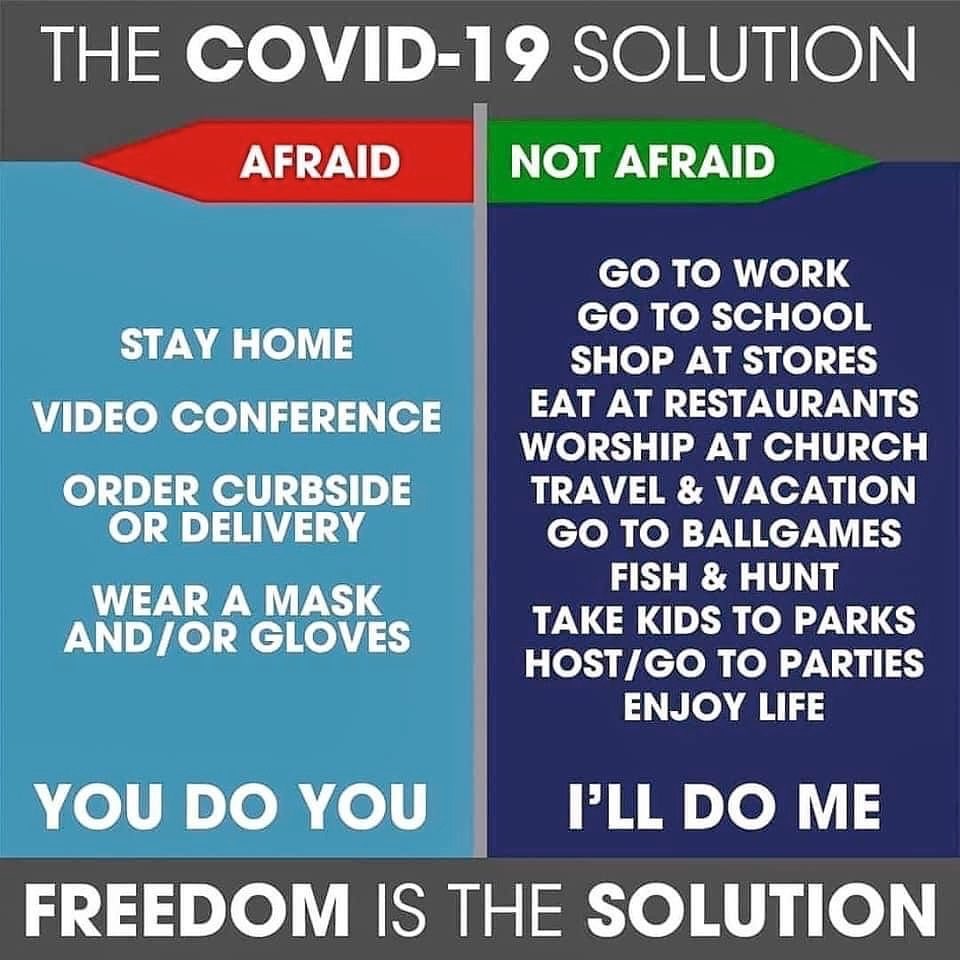 THE COVID-19 SOLUTION
AFRAID
STAY HOME
VIDEO CONFERENCE
ORDER CURBSIDE
OR DELIVERY
WEAR A MASK
AND/OR GLOVES
YOU DO YOU
NOT AFRAID
GO TO WORK
GO TO SCHOOL
SHOP AT STORES
EAT AT RESTAURANTS
WORSHIP AT CHURCH
TRAVEL & VACATION
GO TO BALLGAMES
FISH & HUNT
TAKE KIDS TO PARKS
HOST/GO TO PARTIES
ENJOY LIFE
I'LL DO ME
FREEDOM IS THE SOLUTION